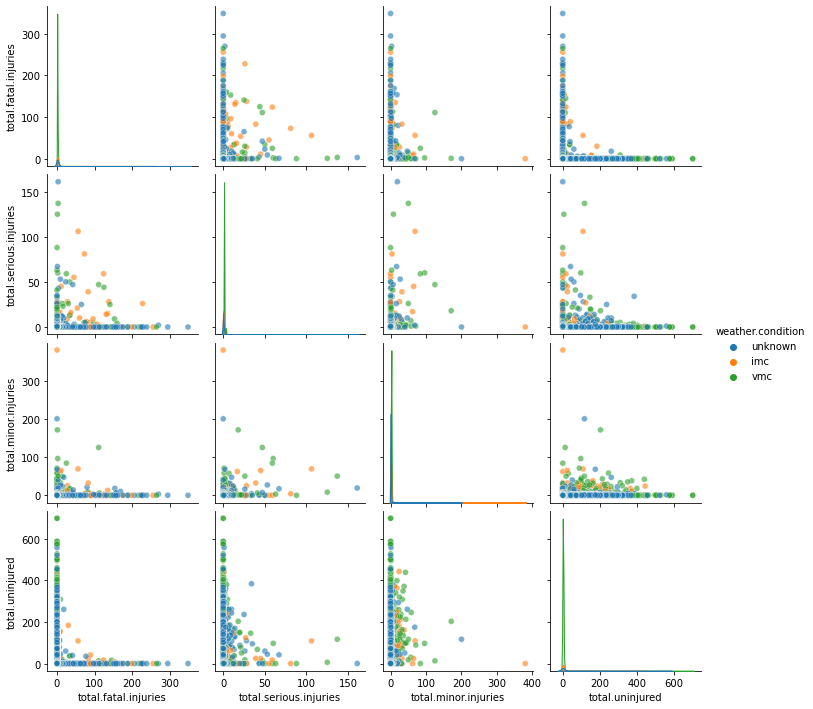 300
200
100
0
total.fatal.injuries
150
100
50
0
total.serious.injuries
weather.condition
unknown
imc
vmc
300
200
100
0
total.minor.injuries
600
400
200
0
total.uninjured
0 100 200 300
total.fatal.injuries
0 50 100 150
total.serious.injuries
0 100 200 300 400
total.minor.injuries
0 200 400 600
total.uninjured